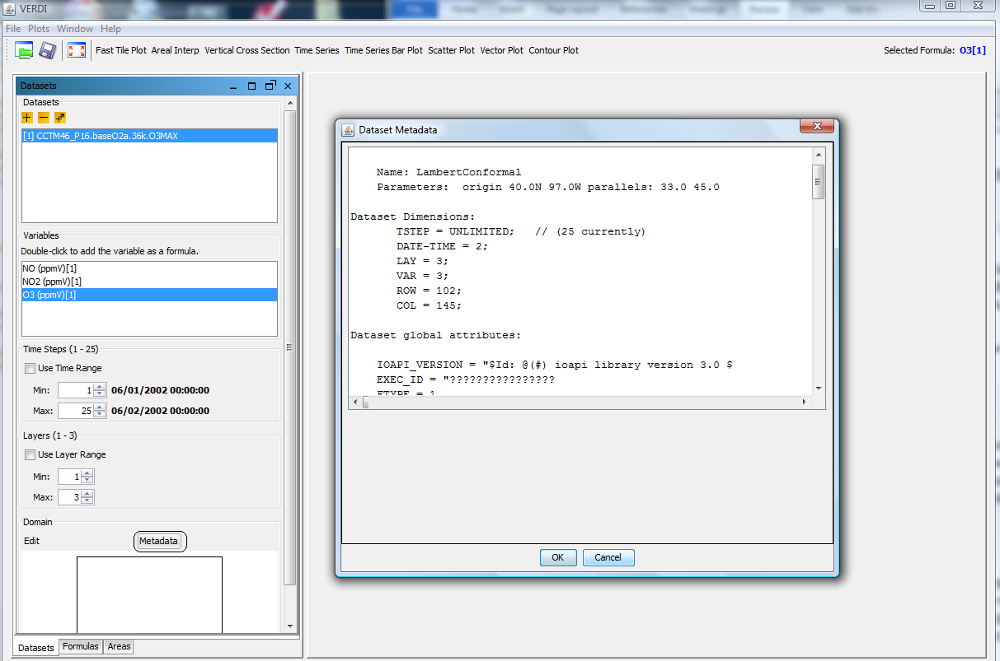 VERDI
File Plots Window Help
Fast Tile Plot Areal Interp Vertical Cross Section Time Series Time Series Bar Plot Scatter Plot Vector Plot Contour Plot
Selected Formula: O3[1]
Datasets
Datasets
[1] CCTM46_P16.baseO2a.36k.O3MAX
Variables
Double-click to add the variable as a formula.
NO (ppmV)[1]
NO2 (ppmV)[1]
O3 (ppmV)[1]
Time Steps (1 - 25)
Use Time Range
Min: 1 06/01/2002 00:00:00
Max: 25 06/02/2002 00:00:00
Layers (1 - 3)
Use Layer Range
Min: 1
Max: 3
Domain
Edit Metadata
Datasets Formulas Areas
Dataset Metadata
Name: LambertConformal
Parameters: origin 40.0N 97.0W parallels: 33.0 45.0
Dataset Dimensions:
TSTEP = UNLIMITED; // (25 currently)
DATE-TIME = 2;
LAY = 3;
VAR = 3;
ROW = 102;
COL = 145;
Dataset global attributes:
IOAPI_VERSION = "$Id: @(#) ioapi library version 3.0 $
EXEC_ID = "????????????????
FTYPE = 1
OK Cancel